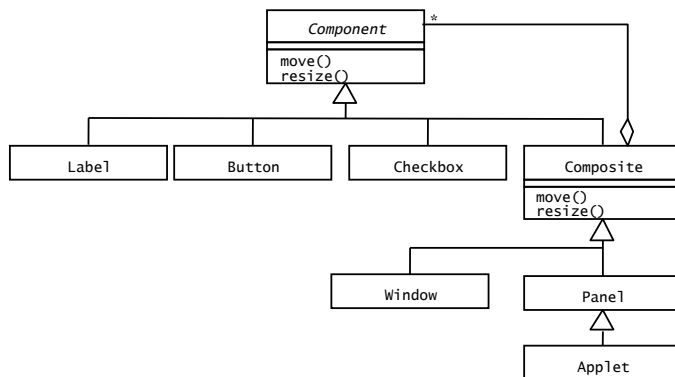 Component
*
move()
resize()
Label
Button
Checkbox
Composite
move()
resize()
Window
Panel
Applet